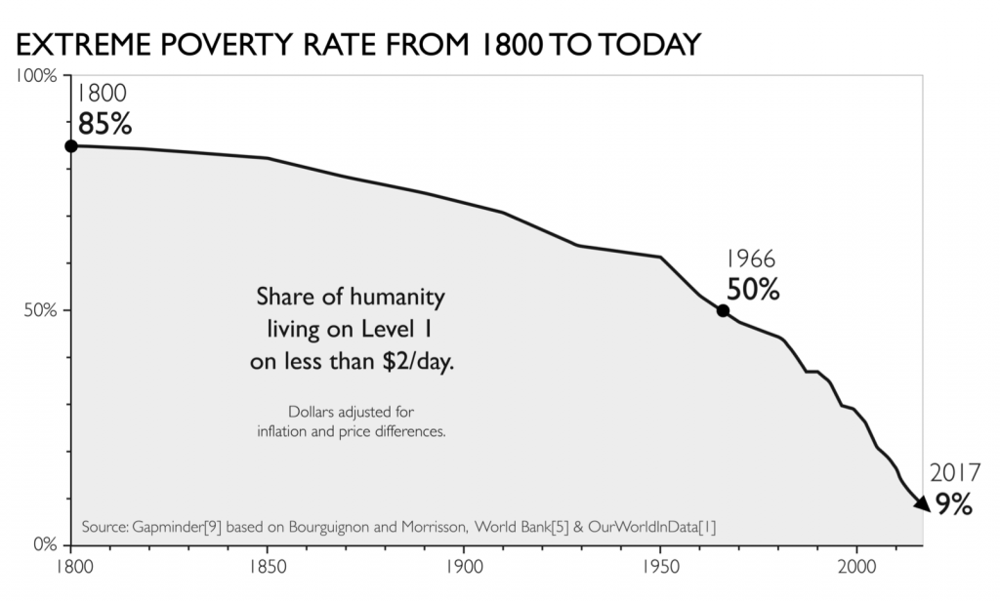 EXTREME POVERTY RATE FROM 1800 TO TODAY
100%
1800
85%
1966
50%
Share of humanity
living on Level 1
on less than $2/day.
50%
Dollars adjusted for
inflation and price differences.
2017
9%
Source: Gapminder[9] based on Bourguignon and Morrisson, World Bank[5] & OurWorldInData[1]
0%
1800 1850 1900 1950 2000